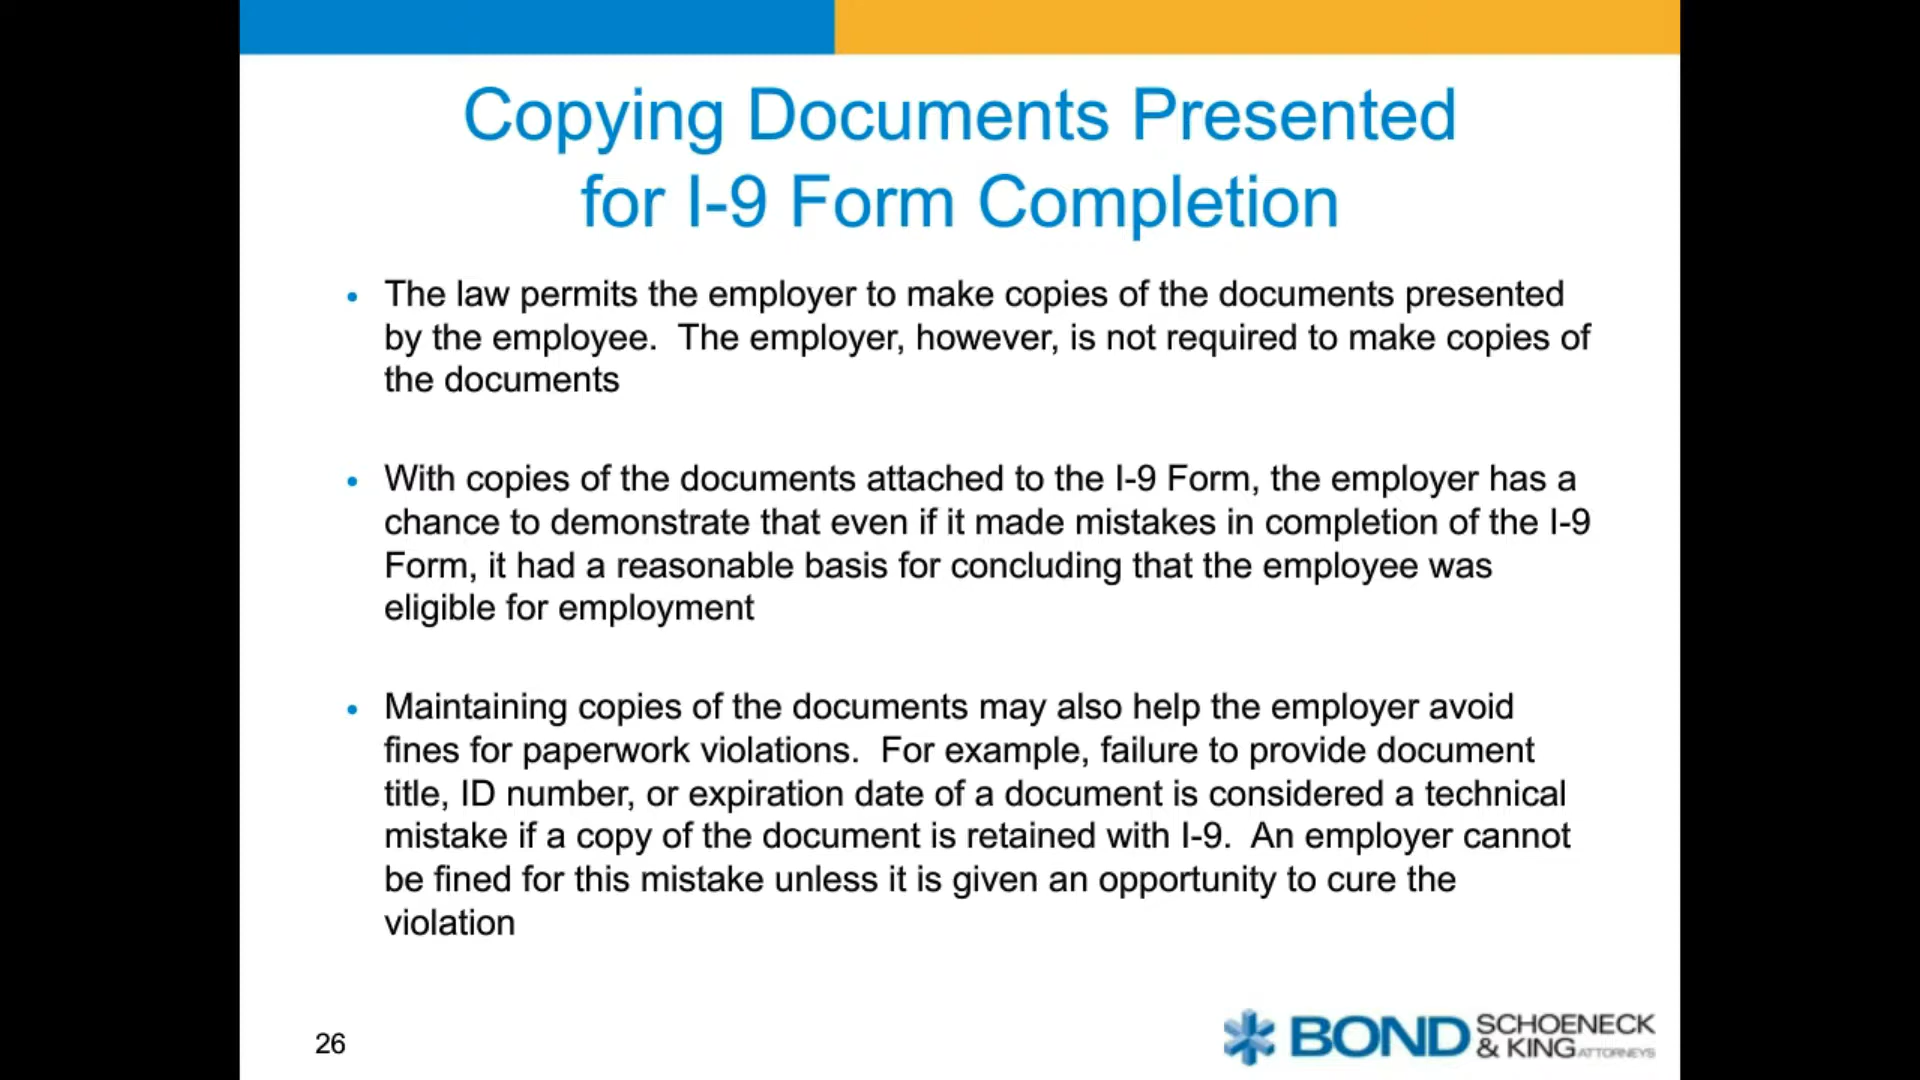 Copying Documents Presented
for I-9 Form Completion
• The law permits the employer to make copies of the documents presented
by the employee.  The employer, however, is not required to make copies of
the documents
• With copies of the documents attached to the I-9 Form, the employer has a
chance to demonstrate that even if it made mistakes in completion of the I-9
Form, it had a reasonable basis for concluding that the employee was
eligible for employment
• Maintaining copies of the documents may also help the employer avoid
fines for paperwork violations.  For example, failure to provide document
title, ID number, or expiration date of a document is considered a technical
mistake if a copy of the document is retained with I-9.  An employer cannot
be fined for this mistake unless it is given an opportunity to cure the
violation
26
BOND SCHOENECK
& KING ATTORNEYS